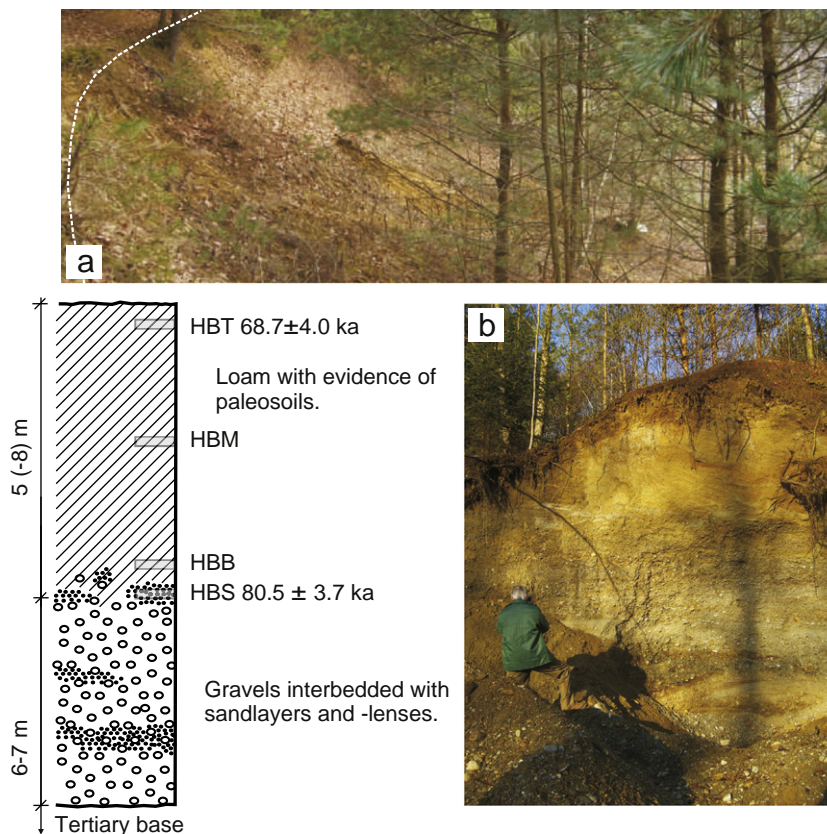 a
HBT 68.7±4.0 ka
Loam with evidence of
paleosoils.
HBM
HBB
HBS 80.5 ± 3.7 ka
5 (-8) m
Gravels interbedded with
sandlayers and -lenses.
6-7 m
Tertiary base
b